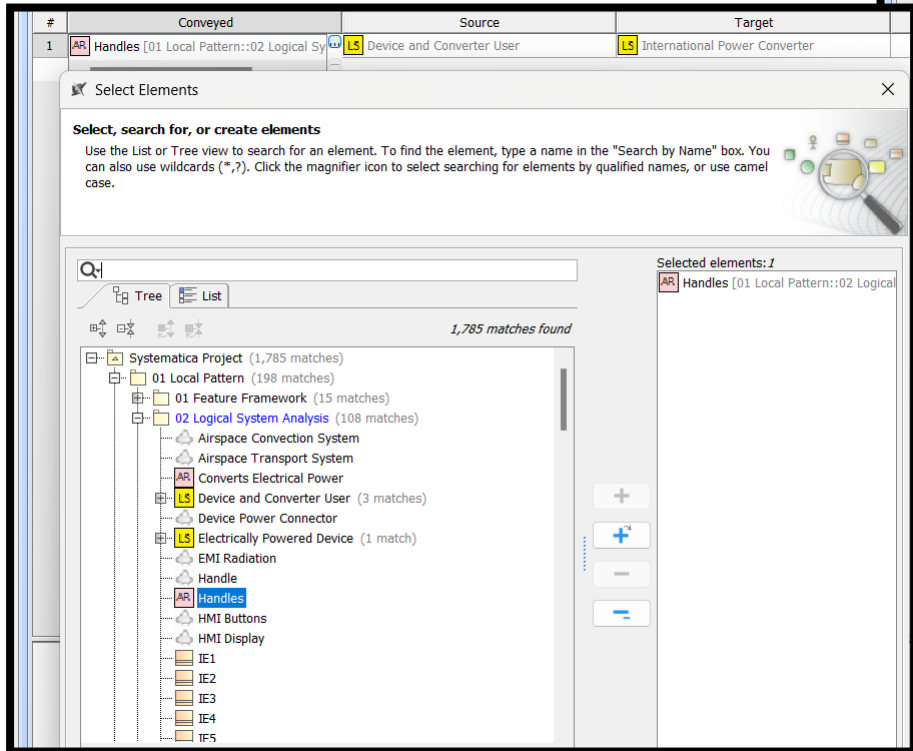 # Conveyed Source Target
1 AR Handles [01 Local Pattern::02 Logical Sy LS Device and Converter User LS International Power Converter
Select Elements
Select, search for, or create elements
Use the List or Tree view to search for an element. To find the element, type a name in the "Search by Name" box. You
can also use wildcards (*,?). Click the magnifier icon to select searching for elements by qualified names, or use camel
case.
Selected elements: 1
AR Handles [01 Local Pattern::02 Logical
Tree List
1,785 matches found
Systematica Project (1,785 matches)
01 Local Pattern (198 matches)
01 Feature Framework (15 matches)
02 Logical System Analysis (108 matches)
Airspace Convection System
Airspace Transport System
AR Converts Electrical Power
LS Device and Converter User (3 matches)
Device Power Connector
LS Electrically Powered Device (1 match)
EMI Radiation
Handle
AR Handles
HMI Buttons
HMI Display
IE1
IE2
IE3
IE4
IE5